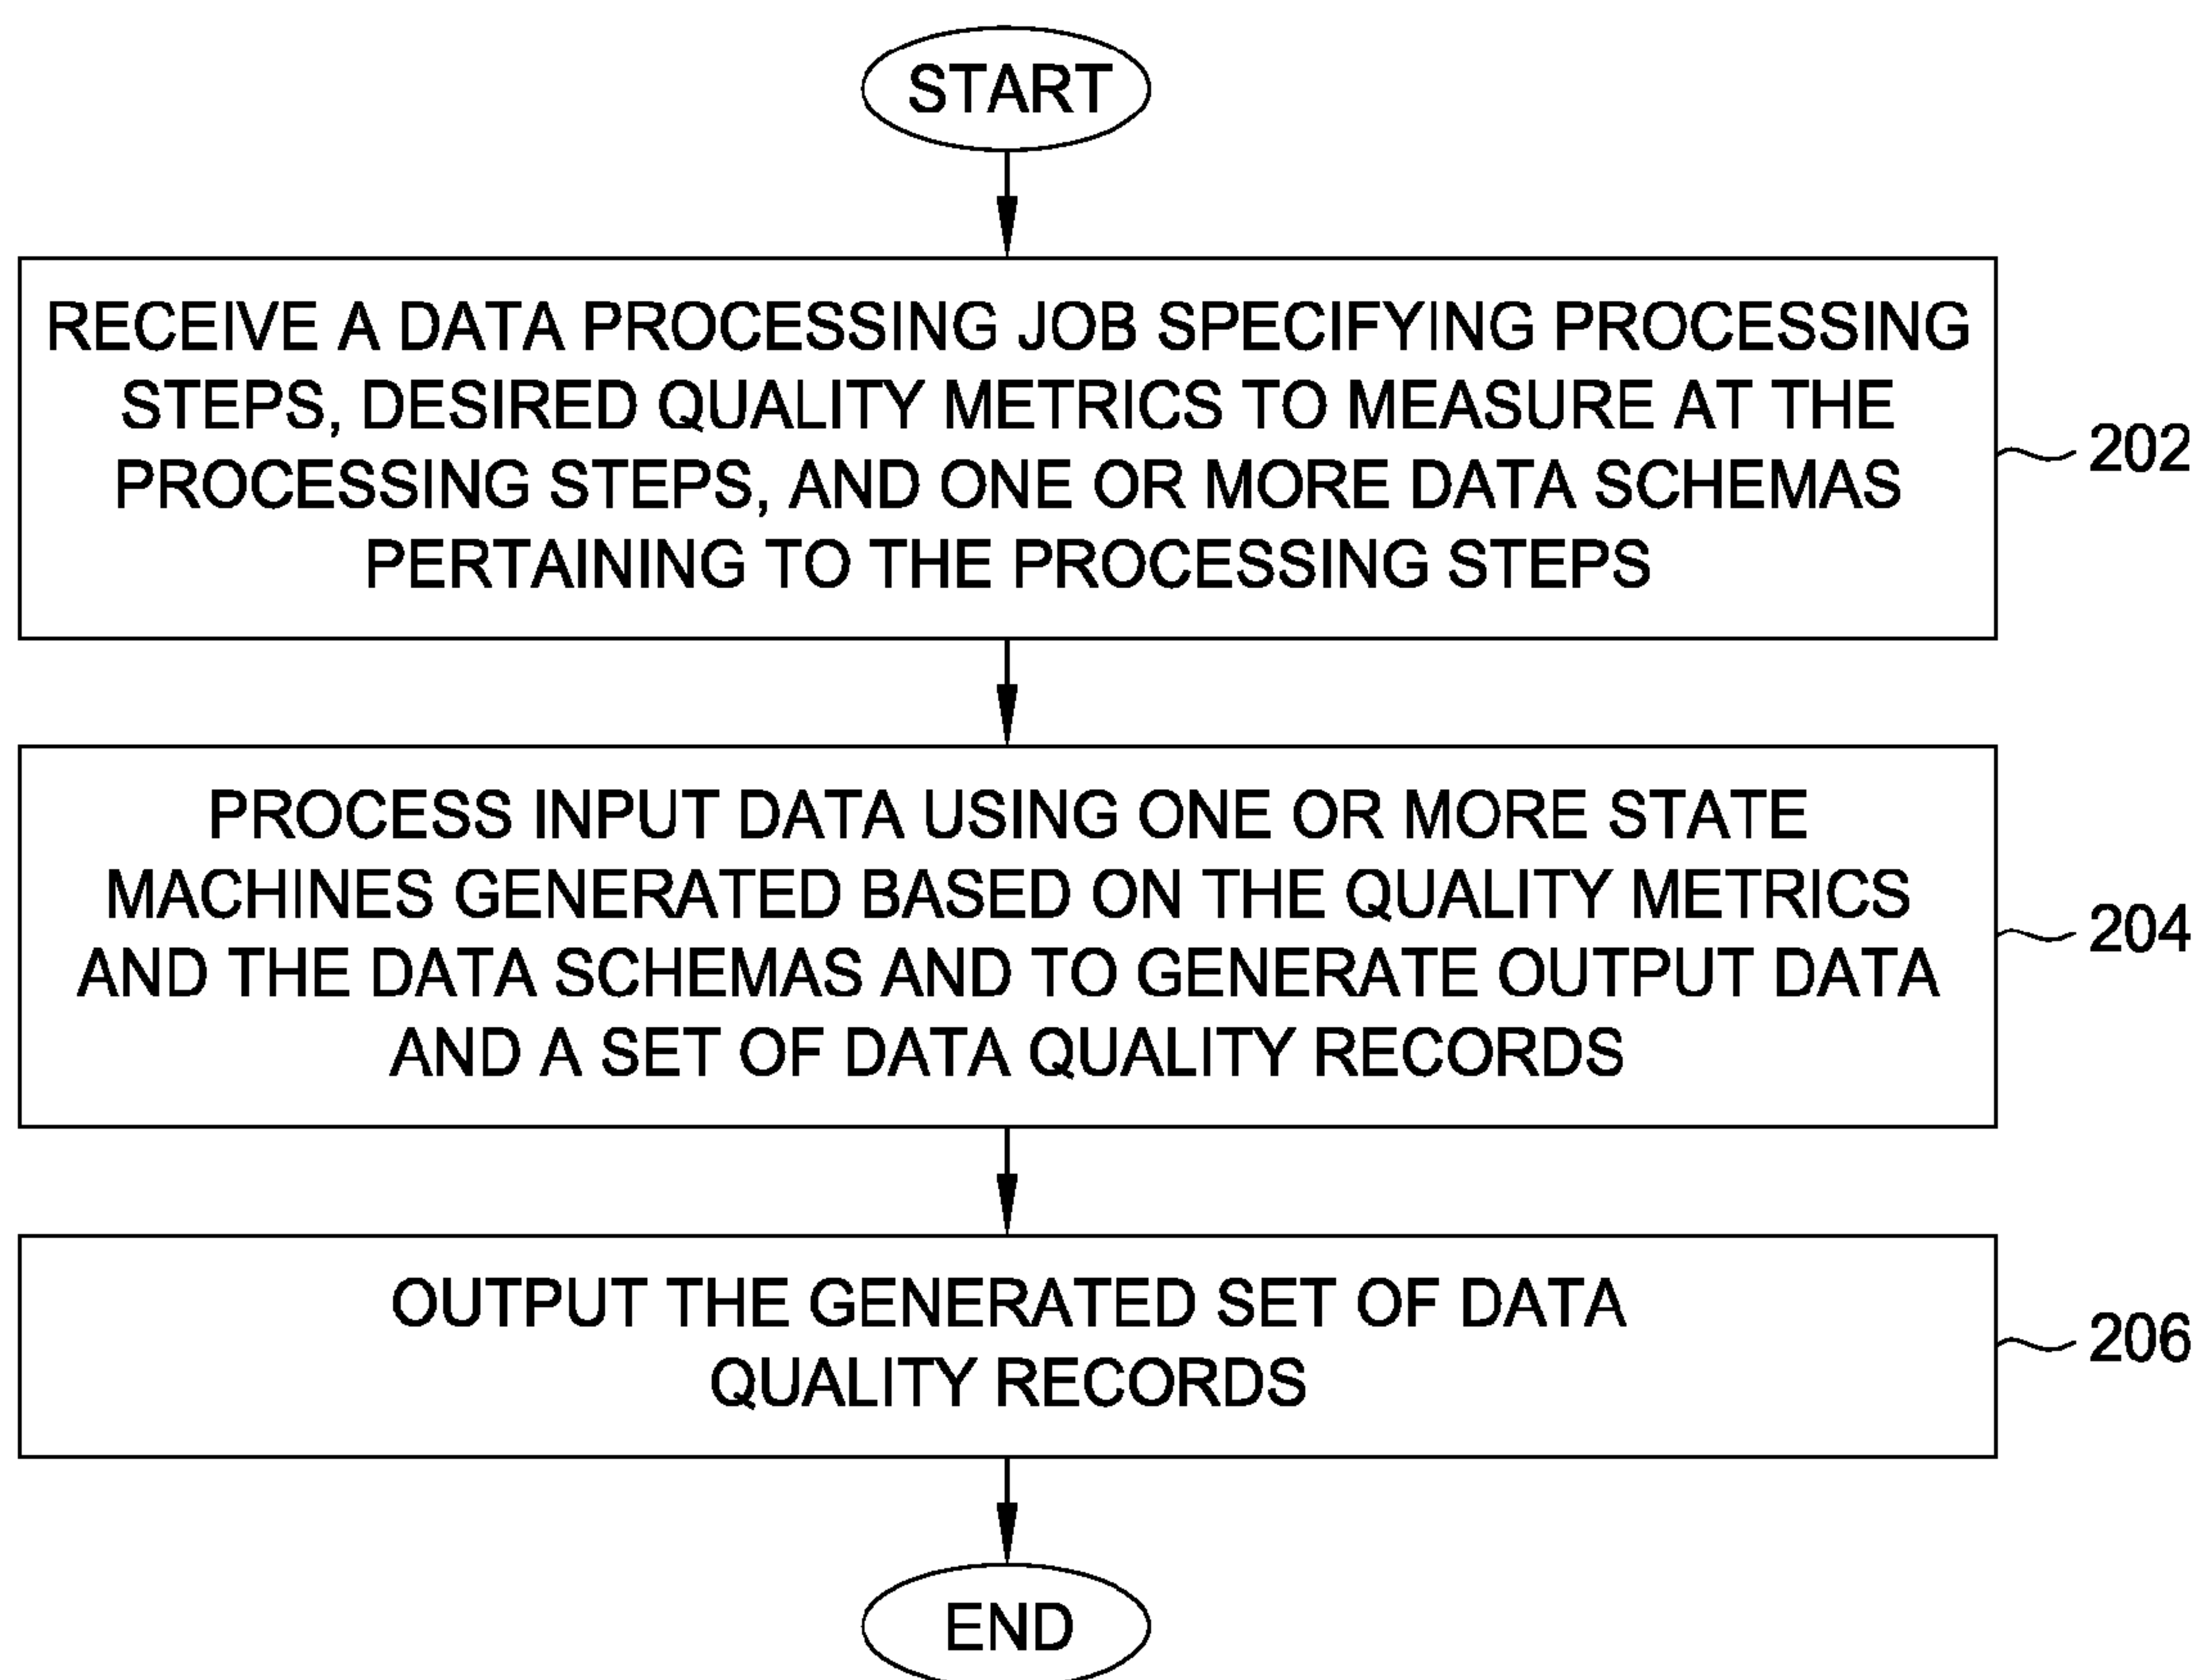 START
RECEIVE A DATA PROCESSING JOB SPECIFYING PROCESSING
STEPS, DESIRED QUALITY METRICS TO MEASURE AT THE
PROCESSING STEPS, AND ONE OR MORE DATA SCHEMAS
PERTAINING TO THE PROCESSING STEPS
202
PROCESS INPUT DATA USING ONE OR MORE STATE
MACHINES GENERATED BASED ON THE QUALITY METRICS
AND THE DATA SCHEMAS AND TO GENERATE OUTPUT DATA
AND A SET OF DATA QUALITY RECORDS
204
OUTPUT THE GENERATED SET OF DATA
QUALITY RECORDS
206
END